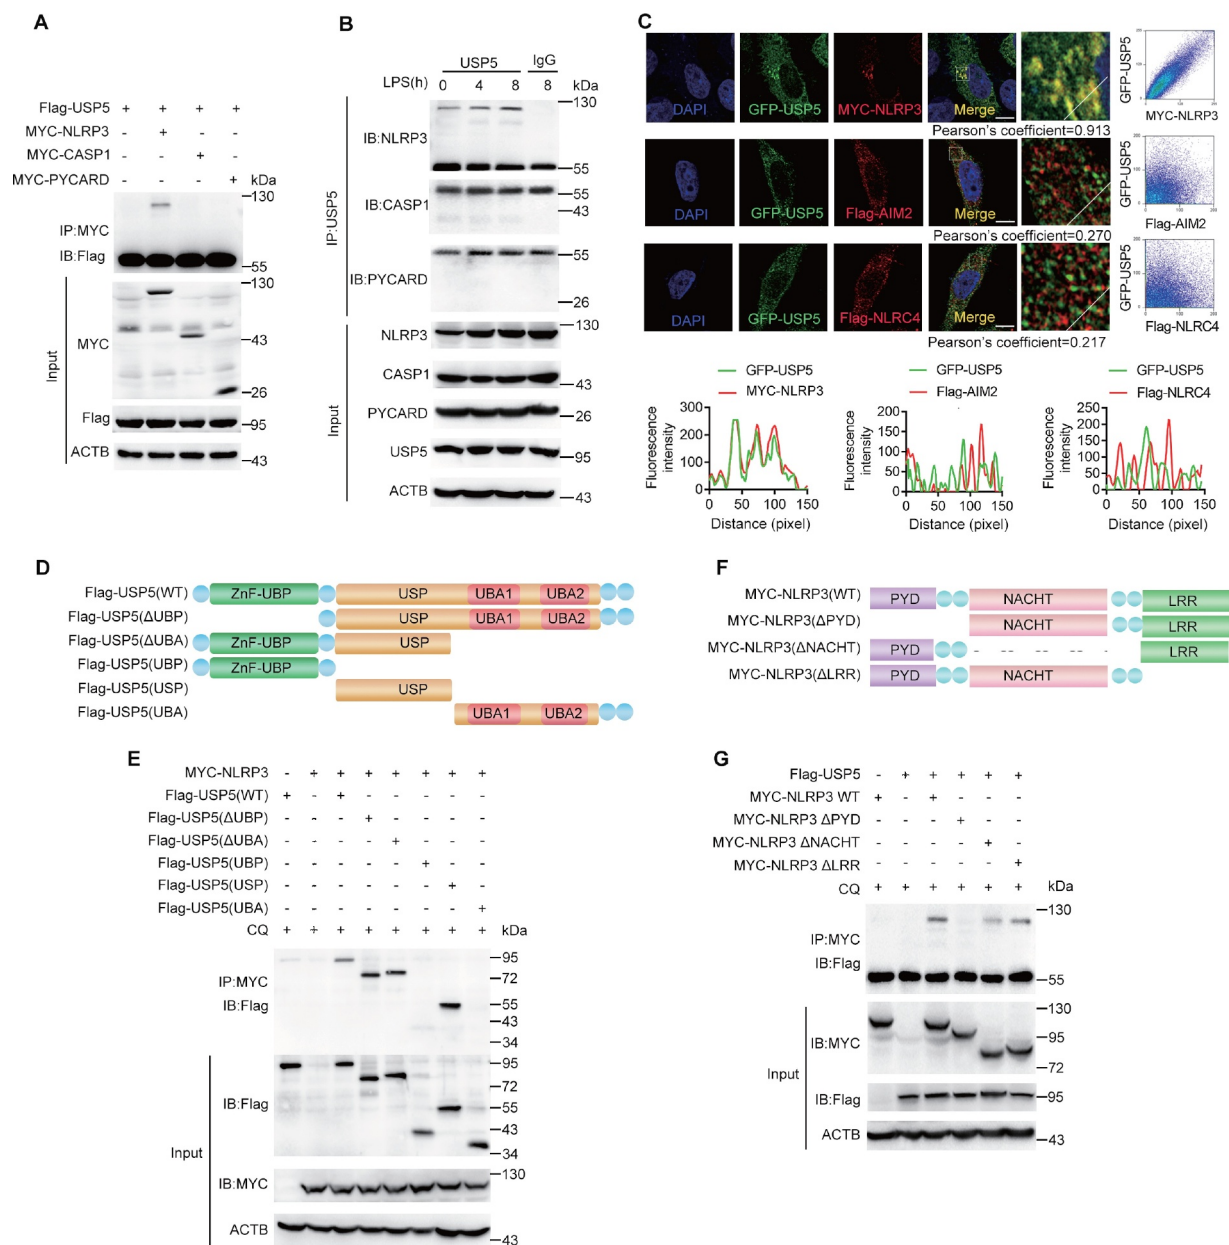 A
Flag-USP5 + + + +
MYC-NLRP3 - + - -
MYC-CASP1 - - + -
MYC-PYCARD - - - + kDa
IP:MYC
IB:Flag
130
55
Input
MYC
130
43
26
Flag
95
ACTB
43
B
USP5 IgG
LPS(h) 0 4 8 8 kDa
IP:USP5
IB:NLRP3
130
55
IB:CASP1
55
43
IB:PYCARD
55
26
Input
NLRP3
130
CASP1
43
PYCARD
26
USP5
95
ACTB
43
C
DAPI GFP-USP5 MYC-NLRP3 Merge
GFP-USP5
MYC-NLRP3
Pearson's coefficient=0.913
DAPI GFP-USP5 Flag-AIM2 Merge
GFP-USP5
200
100
0
0 100 200
Flag-AIM2
Pearson's coefficient=0.270
DAPI GFP-USP5 Flag-NLRC4 Merge
GFP-USP5
200
100
0
0 100 200
Flag-NLRC4
Pearson's coefficient=0.217
GFP-USP5
MYC-NLRP3
Fluorescence intensity
300
200
100
0
0 50 100 150
Distance (pixel)
GFP-USP5
Flag-AIM2
Fluorescence intensity
200
150
100
50
0
0 50 100 150
Distance (pixel)
GFP-USP5
Flag-NLRC4
Fluorescence intensity
250
200
150
100
50
0
0 50 100 150
Distance (pixel)
D
Flag-USP5(WT) ZnF-UBP USP UBA1 UBA2
Flag-USP5(ΔUBP) USP UBA1 UBA2
Flag-USP5(ΔUBA) ZnF-UBP USP
Flag-USP5(UBP) ZnF-UBP
Flag-USP5(USP) USP
Flag-USP5(UBA) UBA1 UBA2
F
MYC-NLRP3(WT) PYD NACHT LRR
MYC-NLRP3(ΔPYD) NACHT LRR
MYC-NLRP3(ΔNACHT) PYD LRR
MYC-NLRP3(ΔLRR) PYD NACHT
E
MYC-NLRP3 - + + + + + + +
Flag-USP5(WT) + - + - - - - -
Flag-USP5(ΔUBP) - - - + - - - -
Flag-USP5(ΔUBA) - - - - + - - -
Flag-USP5(UBP) - - - - - + - -
Flag-USP5(USP) - - - - - - + -
Flag-USP5(UBA) - - - - - - - +
CQ + + + + + + + + kDa
IP:MYC
IB:Flag
95
72
55
43
34
Input
IB:Flag
95
72
55
43
34
IB:MYC
130
ACTB
43
G
Flag-USP5 - + + + + +
MYC-NLRP3 WT + - + - - -
MYC-NLRP3 ΔPYD - - - + - -
MYC-NLRP3 ΔNACHT - - - - + -
MYC-NLRP3 ΔLRR - - - - - +
CQ + + + + + + kDa
IP:MYC
IB:Flag
130
55
Input
IB:MYC
130
95
72
IB:Flag
95
ACTB
43